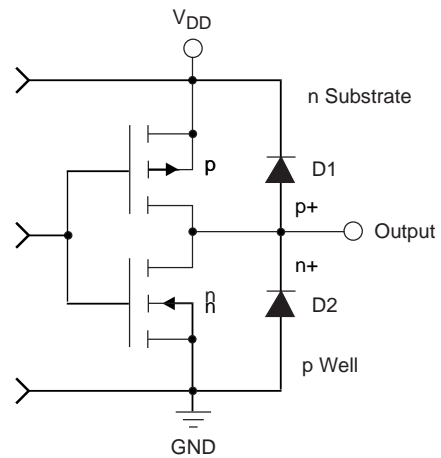 VDD
n Substrate
p
D1
p+
Output
n+
n
n
D2
p Well
GND